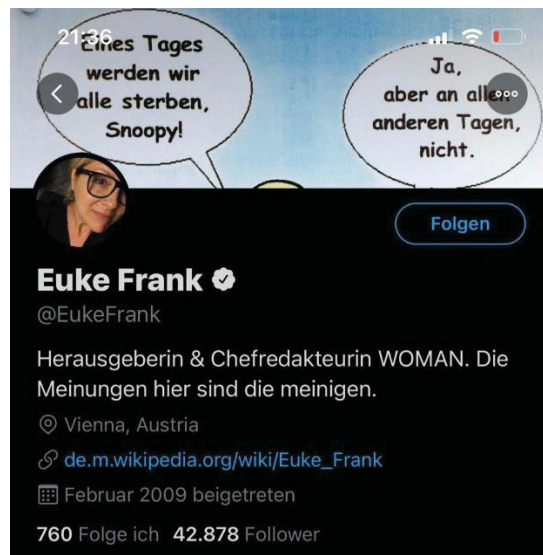 21:36
Eines Tages
werden wir
alle sterben,
Snoopy!
Ja,
aber an allen
anderen Tagen,
nicht.
Folgen
Euke Frank
@EukeFrank
Herausgeberin & Chefredakteurin WOMAN. Die
Meinungen hier sind die meinigen.
Vienna, Austria
de.m.wikipedia.org/wiki/Euke_Frank
Februar 2009 beigetreten
760 Folge ich 42.878 Follower